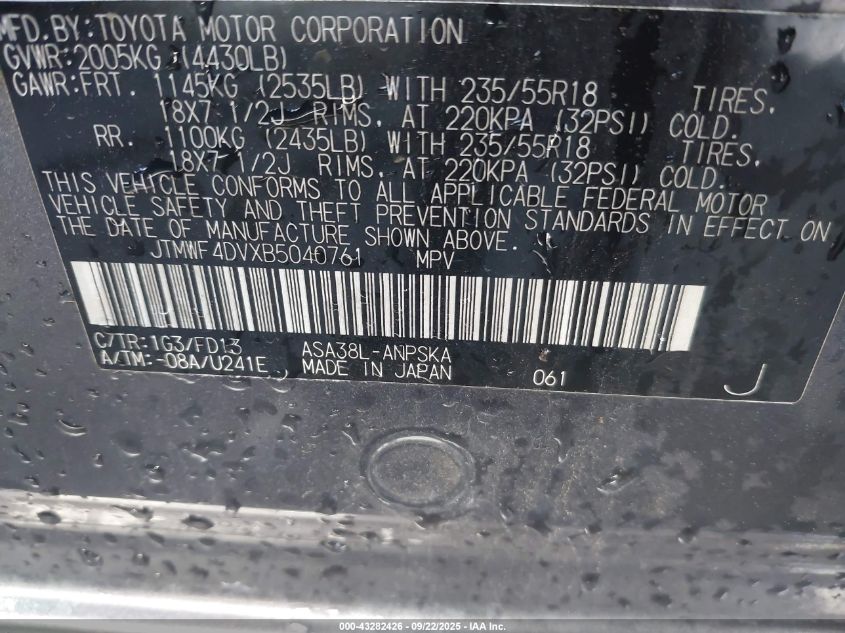 MFD.BY:TOYOTA MOTOR CORPORATION
GVWR:2005KG (4430LB)
GAWR:FRT. 1145KG (2535LB) WITH 235/55R18 TIRES,
18X7 1/2J RIMS, AT 220KPA (32PSI) COLD.
RR. 1100KG (2435LB) WITH 235/55R18 TIRES,
18X7 1/2J RIMS, AT 220KPA (32PSI) COLD.
THIS VEHICLE CONFORMS TO ALL APPLICABLE FEDERAL MOTOR
VEHICLE SAFETY AND THEFT PREVENTION STANDARDS IN EFFECT ON
THE DATE OF MANUFACTURE SHOWN ABOVE.
JTMWF4DVXB5040761 MPV
C/TR:1G3/FD13 ASA38L-ANPSKA
A/TM:-08A/U241E MADE IN JAPAN 061 J
000-43282426 - 09/22/2025 - IAA Inc.